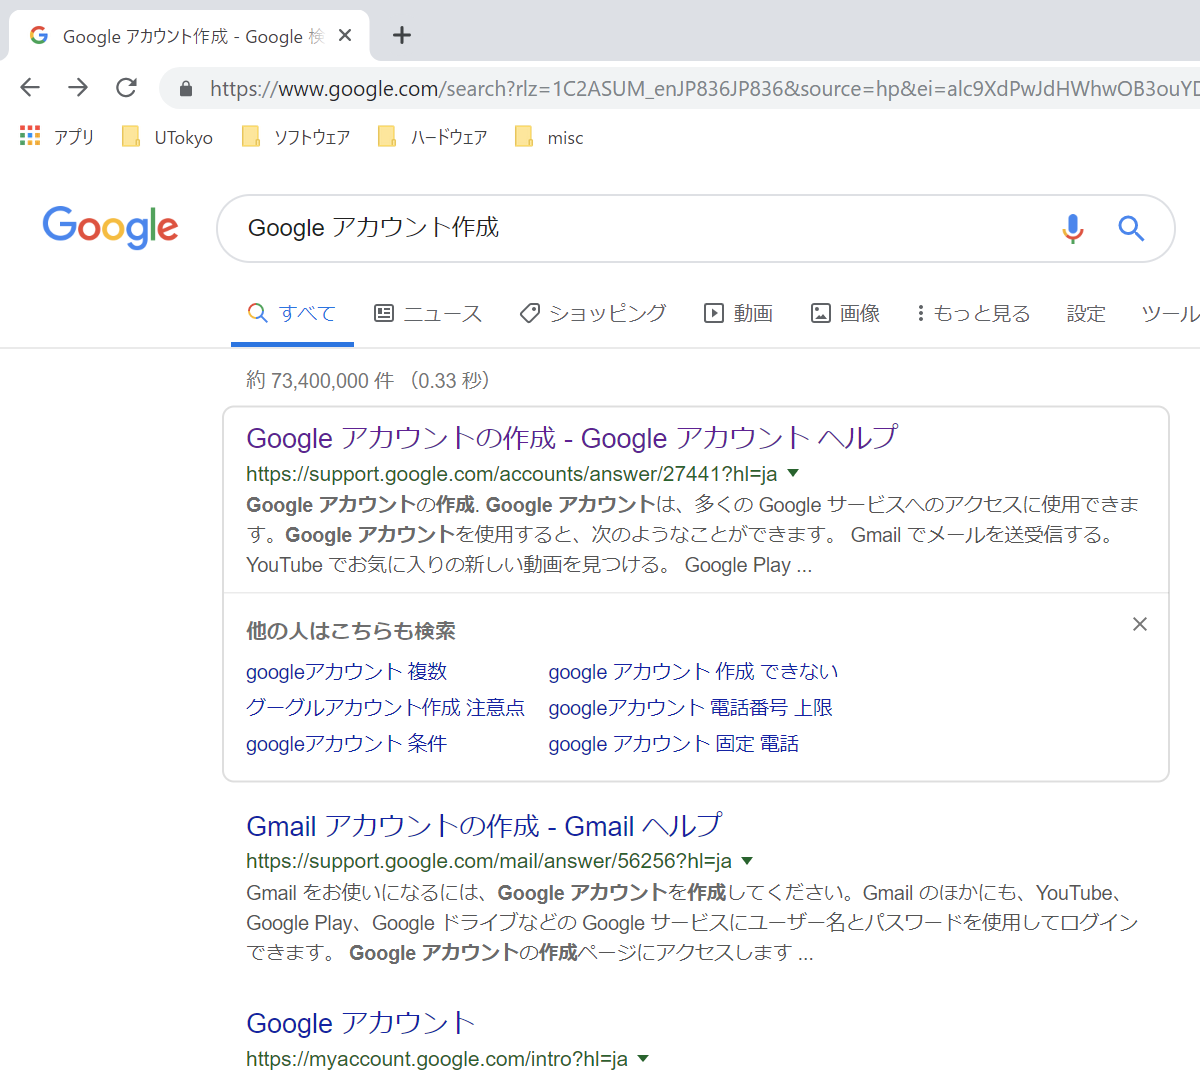 Google アカウント作成 - Google 検
https://www.google.com/search?rlz=1C2ASUM_enJP836JP836&source=hp&ei=alc9XdPwJdHWhwOB3ouYD
アプリ UTokyo ソフトウェア ハードウェア misc
Google Google アカウント作成
すべて ニュース ショッピング 動画 画像 もっと見る 設定 ツール
約 73,400,000 件 （0.33 秒）
Google アカウントの作成 - Google アカウント ヘルプ
https://support.google.com/accounts/answer/27441?hl=ja
Google アカウントの作成. Google アカウントは、多くの Google サービスへのアクセスに使用できま
す。Google アカウントを使用すると、次のようなことができます。 Gmail でメールを送受信する。
YouTube でお気に入りの新しい動画を見つける。 Google Play ...
他の人はこちらも検索
googleアカウント 複数 google アカウント 作成 できない
グーグルアカウント作成 注意点 googleアカウント 電話番号 上限
googleアカウント 条件 google アカウント 固定 電話
Gmail アカウントの作成 - Gmail ヘルプ
https://support.google.com/mail/answer/56256?hl=ja
Gmail をお使いになるには、Google アカウントを作成してください。Gmail のほかにも、YouTube、
Google Play、Google ドライブなどの Google サービスにユーザー名とパスワードを使用してログイン
できます。 Google アカウントの作成ページにアクセスします ...
Google アカウント
https://myaccount.google.com/intro?hl=ja